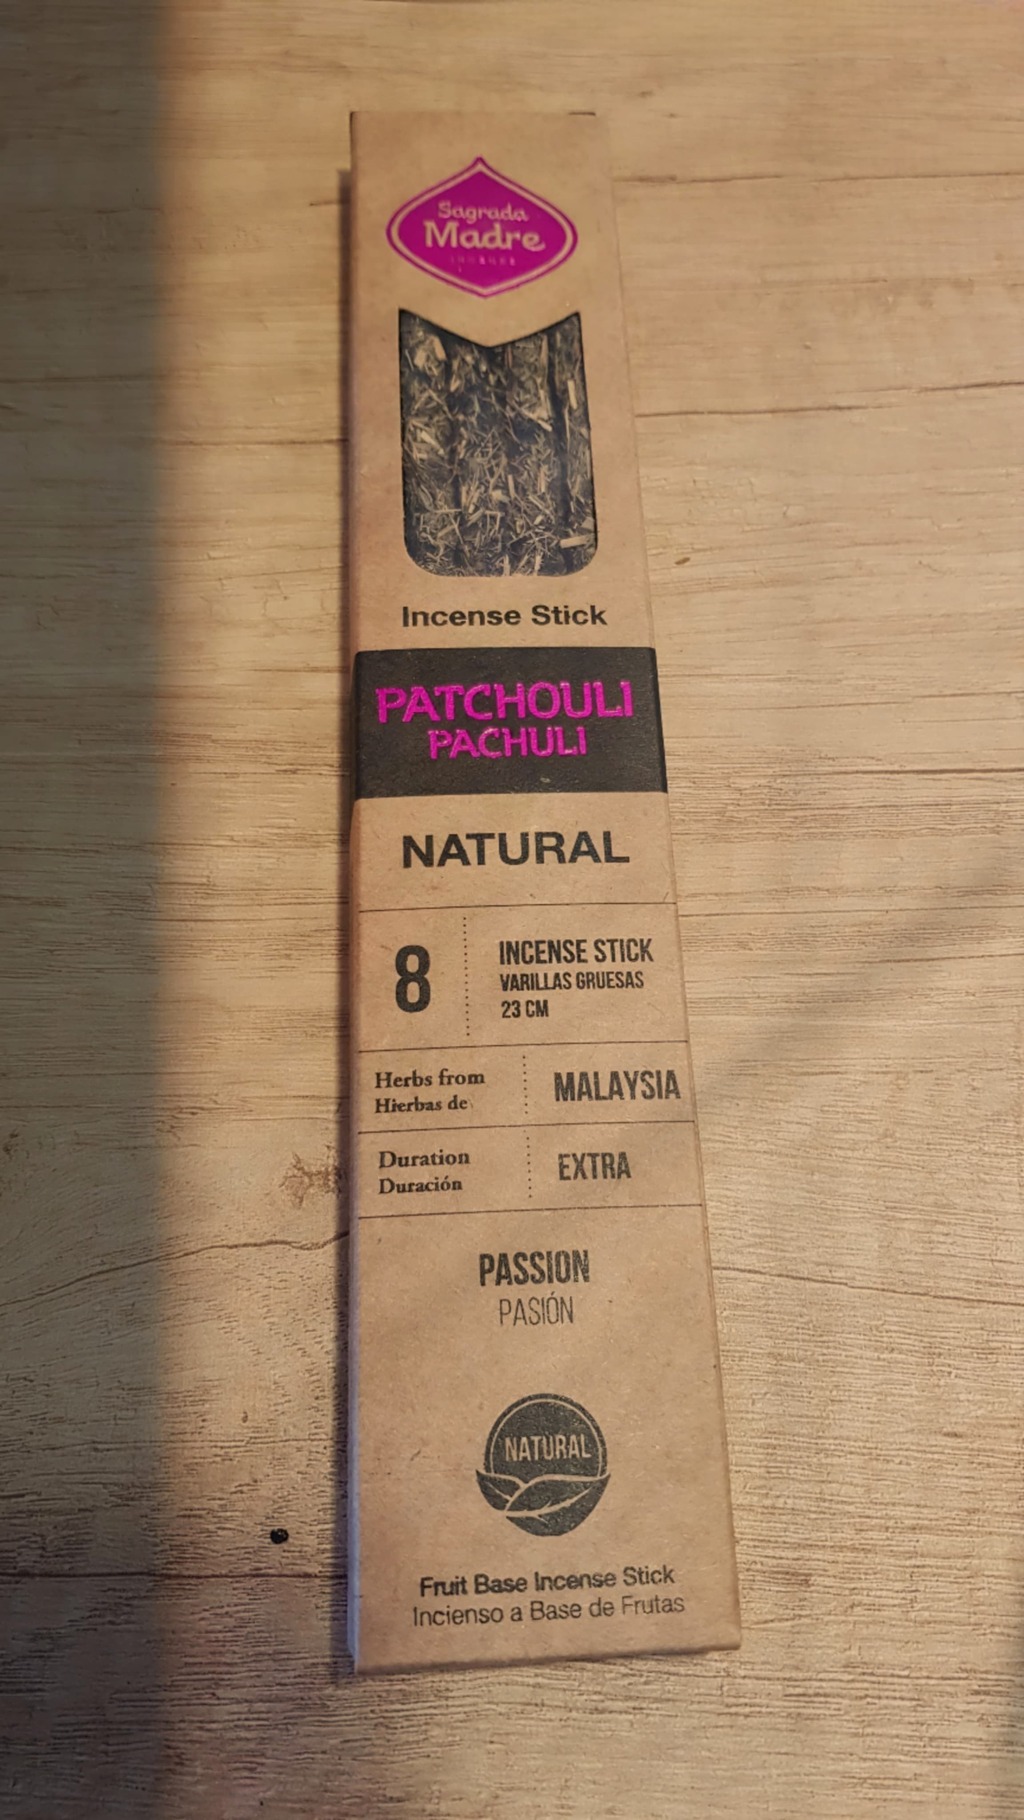 Sagrada
Madre
INCENSE
Incense Stick
PATCHOULI
PACHULI
NATURAL
8
INCENSE STICK
VARILLAS GRUESAS
23 CM
Herbs from
Hierbas de
MALAYSIA
Duration
Duración
EXTRA
PASSION
PASIÓN
NATURAL
Fruit Base Incense Stick
Incienso a Base de Frutas